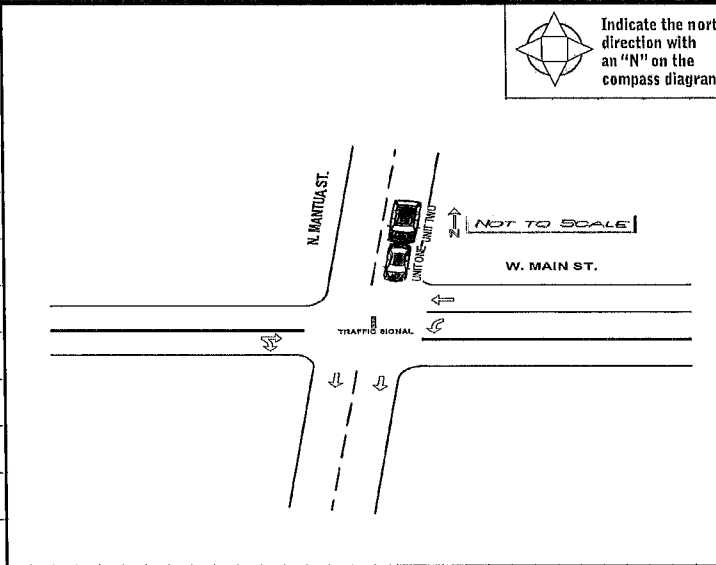 Indicate the nort
direction with
an "N" on the
compass diagran
N. MANTUA ST.
UNIT ONE UNIT TWO
N
NOT TO SCALE
W. MAIN ST.
TRAFFIC SIGNAL